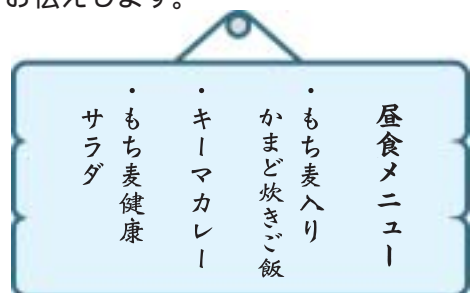 お伝えします。
昼食メニュー
・もち麦入り
かまど炊きご飯
・キーマカレー
・もち麦健康
サラダ